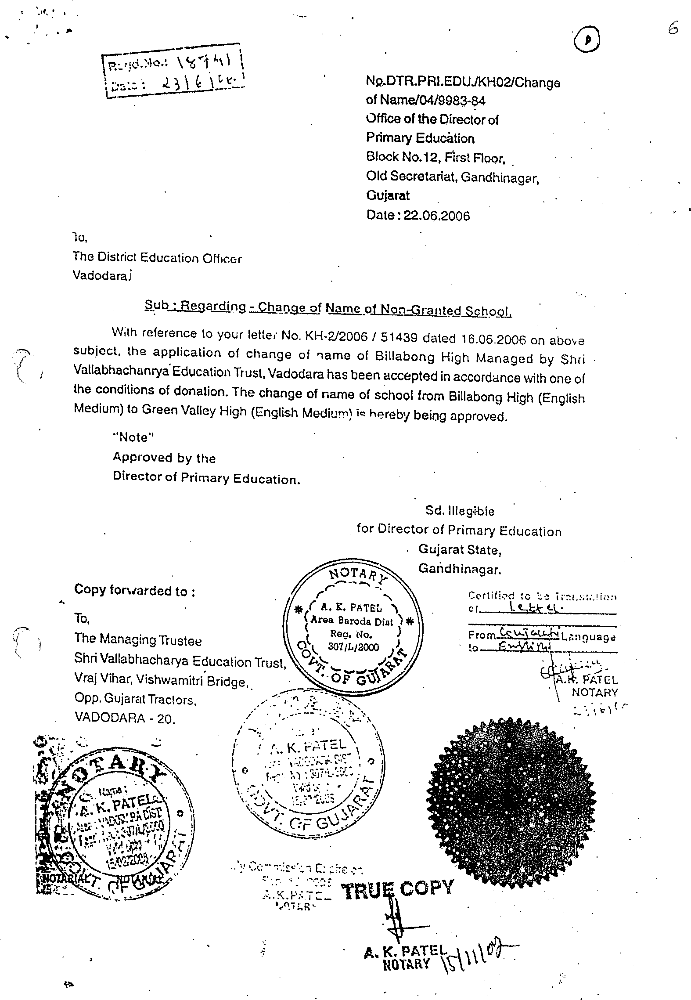 6
Regd.No.: 18741
Date: 23/6/06.
No.DTR.PRI.EDU./KH02/Change
of Name/04/9983-84
Office of the Director of
Primary Education
Block No.12, First Floor,
Old Secretariat, Gandhinagar,
Gujarat
Date : 22.06.2006
To,
The District Education Officer
Vadodara.
Sub : Regarding - Change of Name of Non-Granted School.
With reference to your letter No. KH-2/2006 / 51439 dated 16.06.2006 on above
subject, the application of change of name of Billabong High Managed by Shri
Vallabhachanrya Education Trust, Vadodara has been accepted in accordance with one of
the conditions of donation. The change of name of school from Billabong High (English
Medium) to Green Valley High (English Medium) is hereby being approved.
"Note"
Approved by the
Director of Primary Education.
Sd. Illegible
for Director of Primary Education
Gujarat State,
Gandhinagar.
Copy forwarded to :
To,
The Managing Trustee
Shri Vallabhacharya Education Trust,
Vraj Vihar, Vishwamitri Bridge,
Opp. Gujarat Tractors,
VADODARA - 20.
NOTARY
A. K. PATEL
Area Baroda Dist
Reg. No.
307/L/2000
GOVT. OF GUJARAT
Certified to be Translation
of Letter.
From Gujarati Language
to English
A.K. PATEL
NOTARY
A. K. PATEL
VADODARA DIST
GOVT. OF GUJARAT
NOTARY
Name :
A. K. PATEL
VADODARA DIST
15/02/2008
GOVT. OF GUJARAT
NOTARIAL NOTARIAL
My Commission Expires on
A.K.PATEL
NOTARY
TRUE COPY
A. K. PATEL
NOTARY 15/11/07